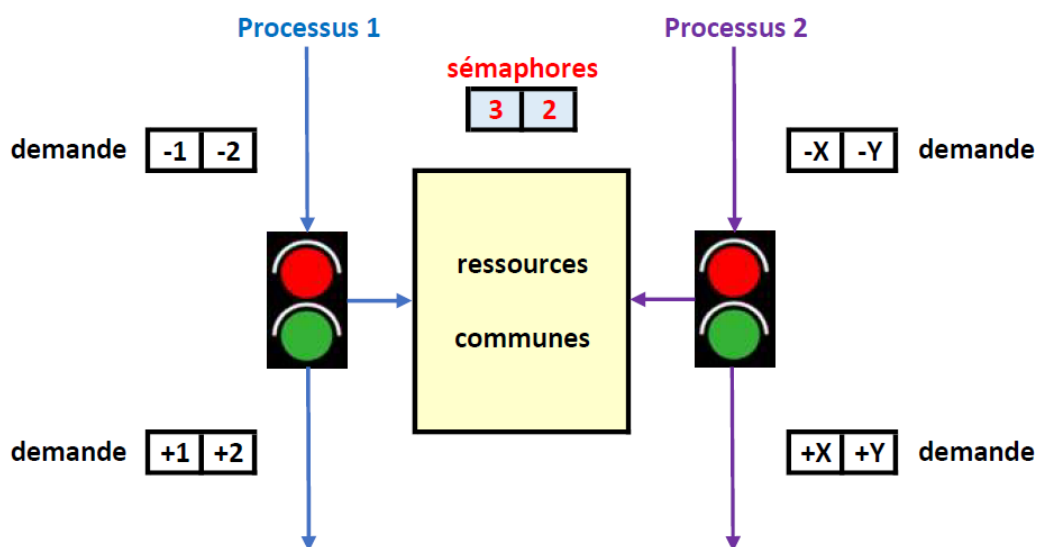 Processus 1
Processus 2
sémaphores
3 2
demande -1 -2
-X -Y demande
ressources
communes
demande +1 +2
+X +Y demande